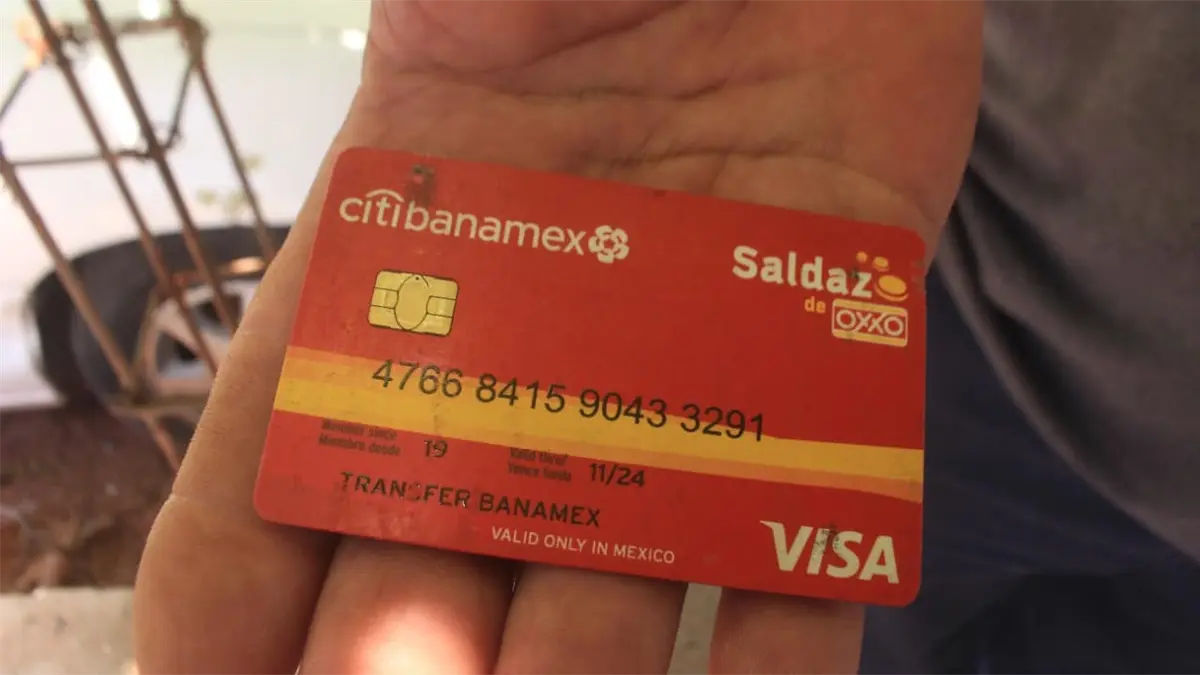 citibanamex
Saldazo
de OXXO
4766 8415 9043 3291
Member since
Miembro desde 19
Valid thru/
Vence hasta 11/24
TRANSFER BANAMEX
VALID ONLY IN MEXICO
VISA